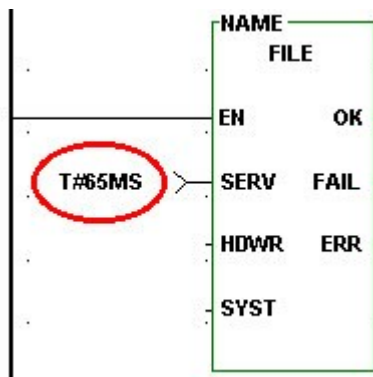 NAME
FILE
EN OK
T#65MS SERV FAIL
HDWR ERR
SYST